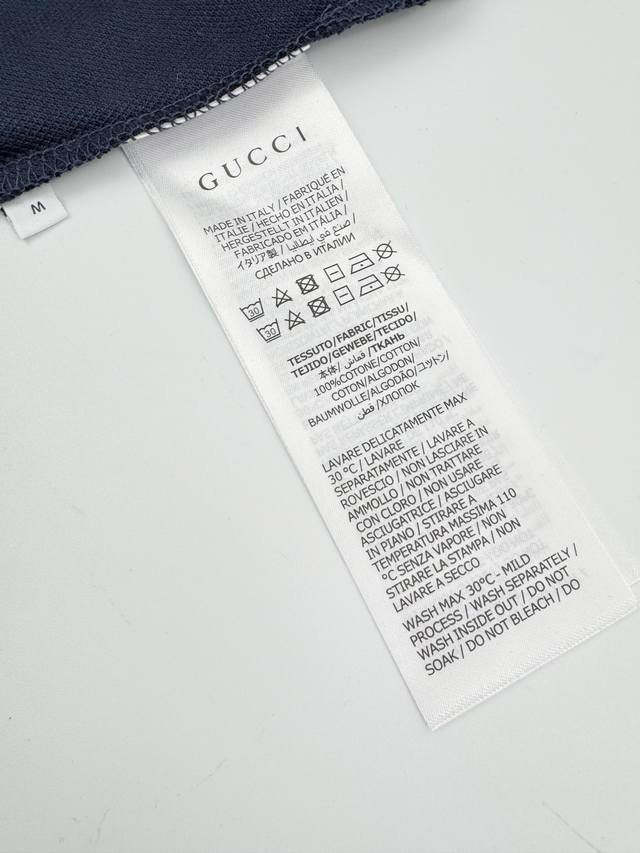 GUCCI
M
MADE IN ITALY / FABRIQUÉ EN
ITALIE / HECHO EN ITALIA /
HERGESTELLT IN ITALIEN /
FABRICADO EM ITÁLIA /
イタリア製 / صنع في إيطاليا /
СДЕЛАНО В ИТАЛИИ
30
30
TESSUTO/FABRIC/TISSU/
TEJIDO/GEWEBE/TECIDO/
本体/ قماش /ТКАНЬ
100%COTONE/COTTON/
COTON/ALGODON/
BAUMWOLLE/ALGODÃO/コットン/
قطن /ХЛОПОК
LAVARE DELICATAMENTE MAX
30 °C / LAVARE
SEPARATAMENTE / LAVARE A
ROVESCIO / NON LASCIARE IN
AMMOLLO / NON TRATTARE
CON CLORO / NON USARE
ASCIUGATRICE / ASCIUGARE
IN PIANO / STIRARE A
TEMPERATURA MASSIMA 110
°C SENZA VAPORE / NON
STIRARE LA STAMPA / NON
LAVARE A SECCO
WASH MAX 30°C - MILD
PROCESS / WASH SEPARATELY /
WASH INSIDE OUT / DO NOT
SOAK / DO NOT BLEACH / DO